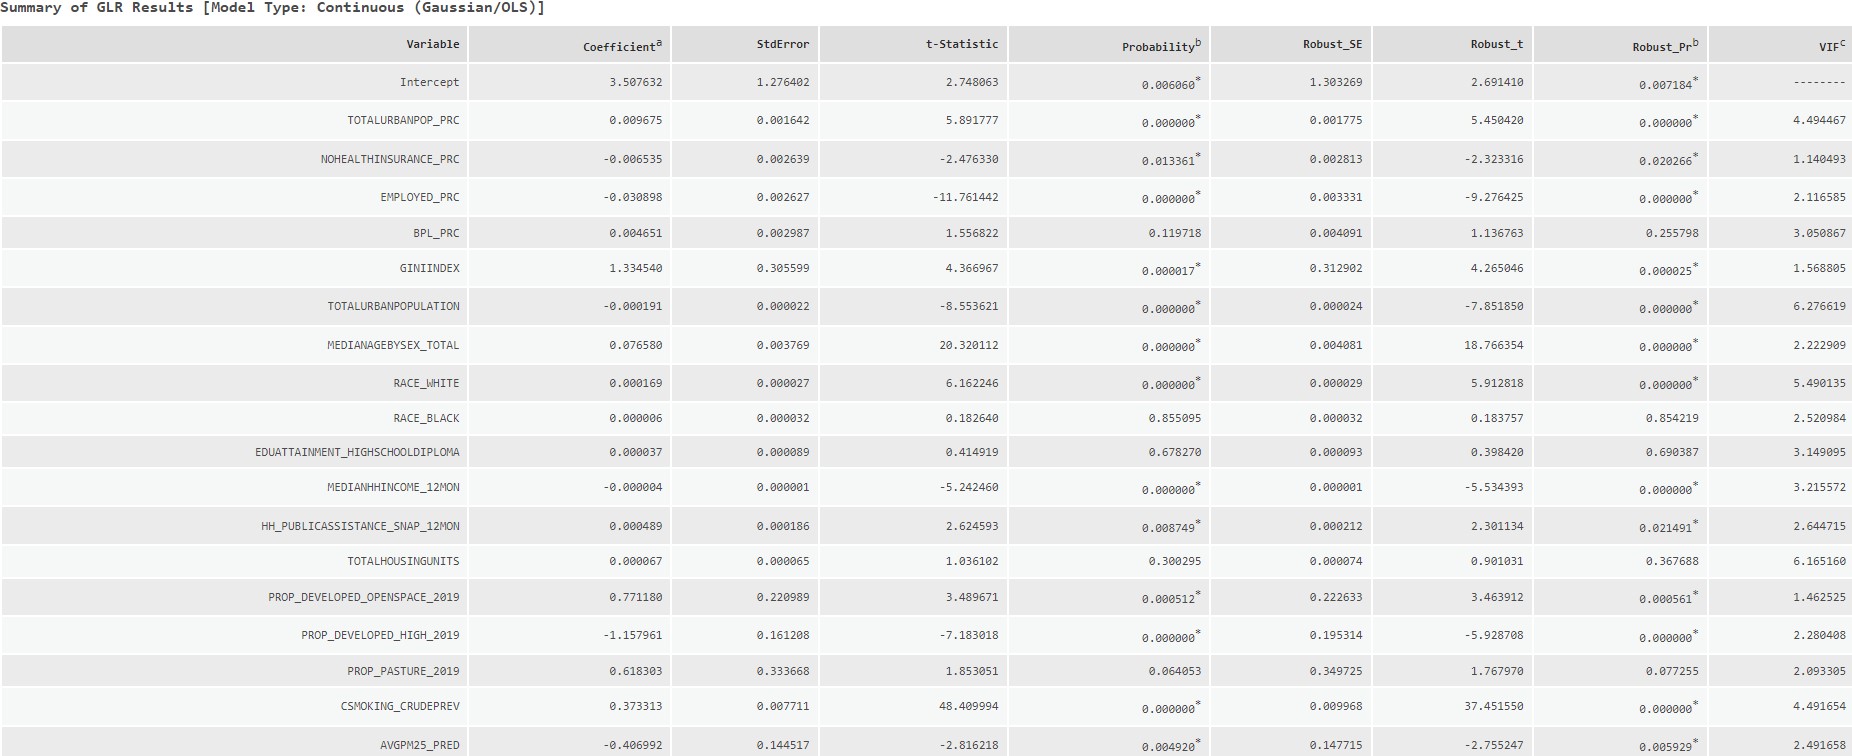 Summary of GLR Results [Model Type: Continuous (Gaussian/OLS)]
Variable Coefficientᵃ StdError t-Statistic Probabilityᵇ Robust_SE Robust_t Robust_Prᵇ VIFᶜ
Intercept 3.507632 1.276402 2.748063 0.006060* 1.303269 2.691410 0.007184* --------
TOTALURBANPOP_PRC 0.009675 0.001642 5.891777 0.000000* 0.001775 5.450420 0.000000* 4.494467
NOHEALTHINSURANCE_PRC -0.006535 0.002639 -2.476330 0.013361* 0.002813 -2.323316 0.020266* 1.140493
EMPLOYED_PRC -0.030898 0.002627 -11.761442 0.000000* 0.003331 -9.276425 0.000000* 2.116585
BPL_PRC 0.004651 0.002987 1.556822 0.119718 0.004091 1.136763 0.255798 3.050867
GINIINDEX 1.334540 0.305599 4.366967 0.000017* 0.312902 4.265046 0.000025* 1.568805
TOTALURBANPOPULATION -0.000191 0.000022 -8.553621 0.000000* 0.000024 -7.851850 0.000000* 6.276619
MEDIANAGEBYSEX_TOTAL 0.076580 0.003769 20.320112 0.000000* 0.004081 18.766354 0.000000* 2.222909
RACE_WHITE 0.000169 0.000027 6.162246 0.000000* 0.000029 5.912818 0.000000* 5.490135
RACE_BLACK 0.000006 0.000032 0.182640 0.855095 0.000032 0.183757 0.854219 2.520984
EDUATTAINMENT_HIGHSCHOOLDIPLOMA 0.000037 0.000089 0.414919 0.678270 0.000093 0.398420 0.690387 3.149095
MEDIANHHINCOME_12MON -0.000004 0.000001 -5.242460 0.000000* 0.000001 -5.534393 0.000000* 3.215572
HH_PUBLICASSISTANCE_SNAP_12MON 0.000489 0.000186 2.624593 0.008749* 0.000212 2.301134 0.021491* 2.644715
TOTALHOUSINGUNITS 0.000067 0.000065 1.036102 0.300295 0.000074 0.901031 0.367688 6.165160
PROP_DEVELOPED_OPENSPACE_2019 0.771180 0.220989 3.489671 0.000512* 0.222633 3.463912 0.000561* 1.462525
PROP_DEVELOPED_HIGH_2019 -1.157961 0.161208 -7.183018 0.000000* 0.195314 -5.928708 0.000000* 2.280408
PROP_PASTURE_2019 0.618303 0.333668 1.853051 0.064053 0.349725 1.767970 0.077255 2.093305
CSMOKING_CRUDEPREV 0.373313 0.007711 48.409994 0.000000* 0.009968 37.451550 0.000000* 4.491654
AVGPM25_PRED -0.406992 0.144517 -2.816218 0.004920* 0.147715 -2.755247 0.005929* 2.491658